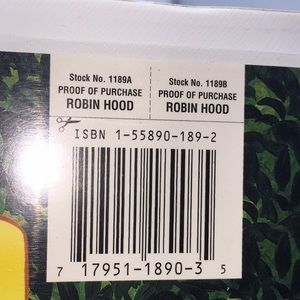 Stock No. 1189A Stock No. 1189B
PROOF OF PURCHASE PROOF OF PURCHASE
ROBIN HOOD ROBIN HOOD
ISBN 1-55890-189-2
7 17951-1890-3 5